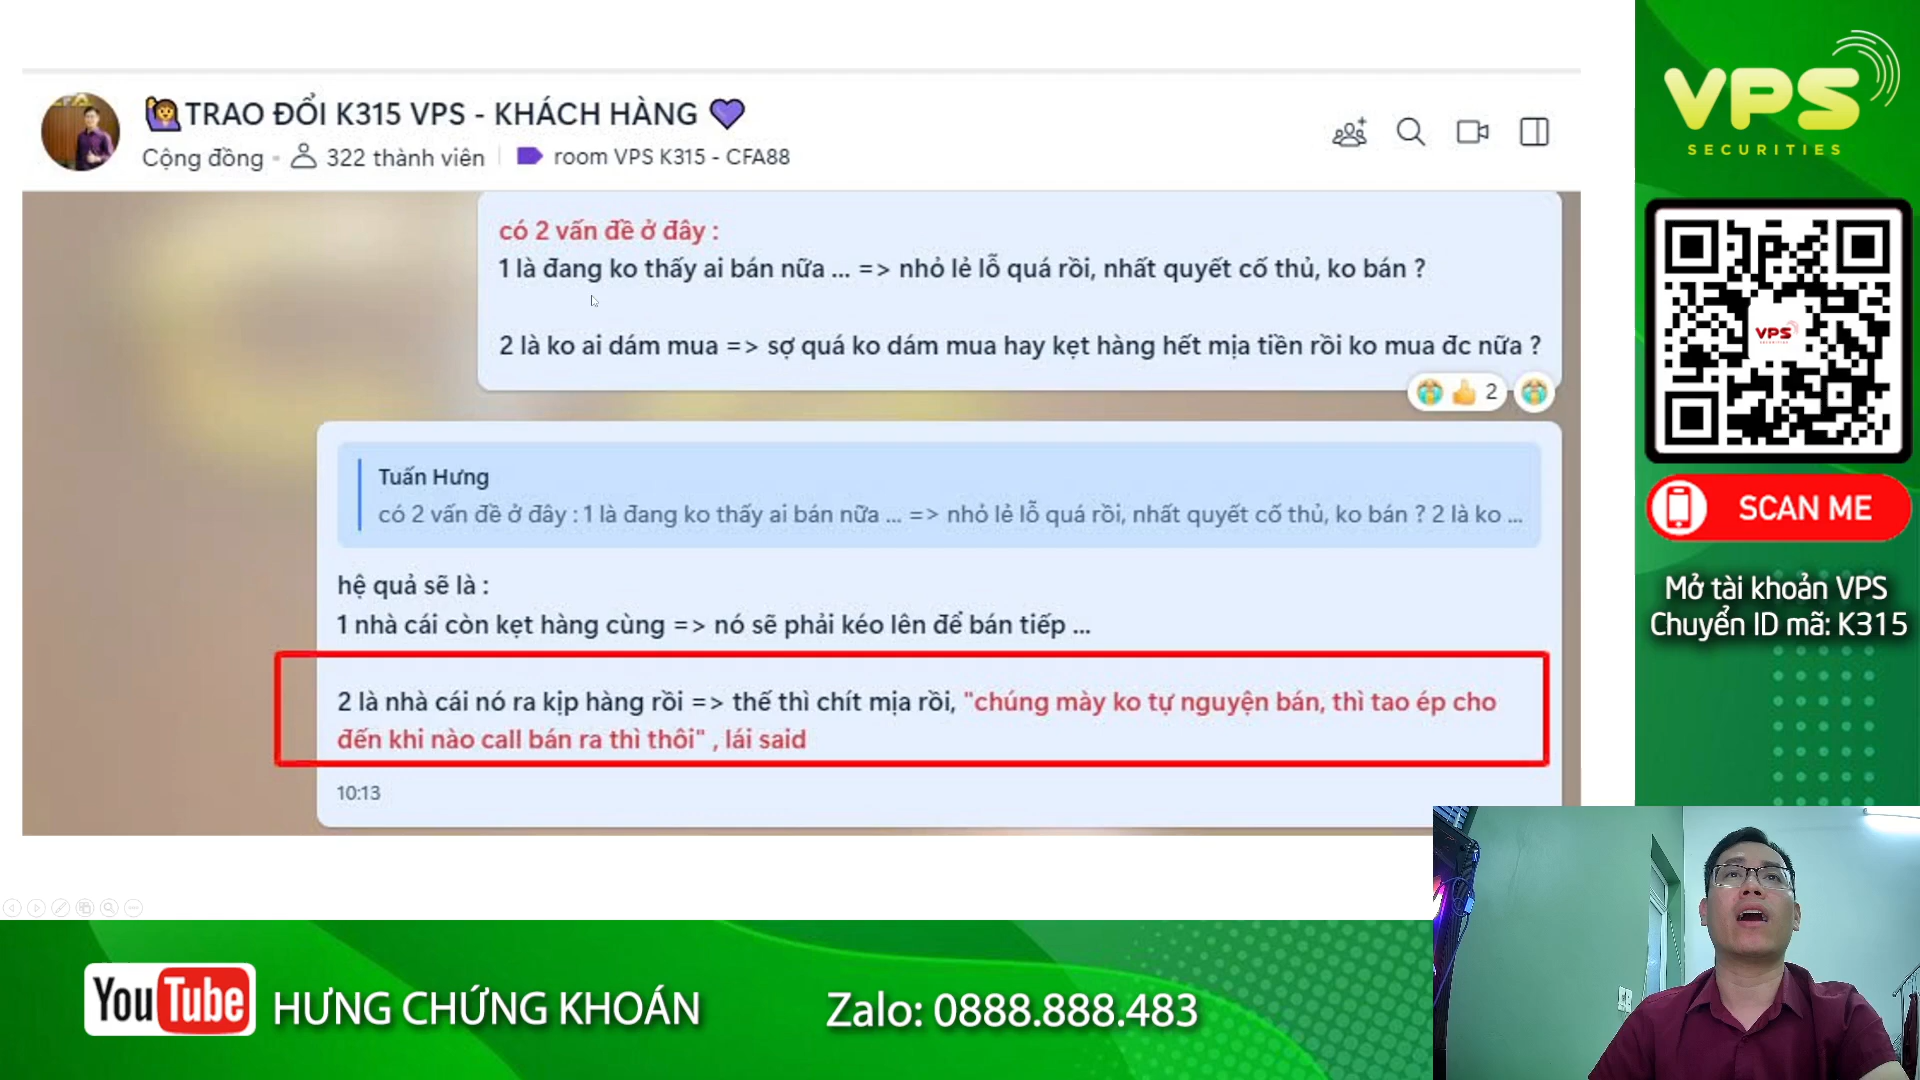 🙋TRAO ĐỔI K315 VPS - KHÁCH HÀNG 💜
Cộng đồng 322 thành viên room VPS K315 - CFA88
có 2 vấn đề ở đây :
1 là đang ko thấy ai bán nữa ... => nhỏ lẻ lỗ quá rồi, nhất quyết cố thủ, ko bán ?
2 là ko ai dám mua => sợ quá ko dám mua hay kẹt hàng hết mịa tiền rồi ko mua đc nữa ?
2
Tuấn Hưng
có 2 vấn đề ở đây : 1 là đang ko thấy ai bán nữa ... => nhỏ lẻ lỗ quá rồi, nhất quyết cố thủ, ko bán ? 2 là ko ...
hệ quả sẽ là :
1 nhà cái còn kẹt hàng cùng => nó sẽ phải kéo lên để bán tiếp ...
2 là nhà cái nó ra kịp hàng rồi => thế thì chít mịa rồi, "chúng mày ko tự nguyện bán, thì tao ép cho
đến khi nào call bán ra thì thôi" , lái said
10:13
VPS
SECURITIES
VPS
SCAN ME
Mở tài khoản VPS
Chuyển ID mã: K315
YouTube HƯNG CHỨNG KHOÁN
Zalo: 0888.888.483